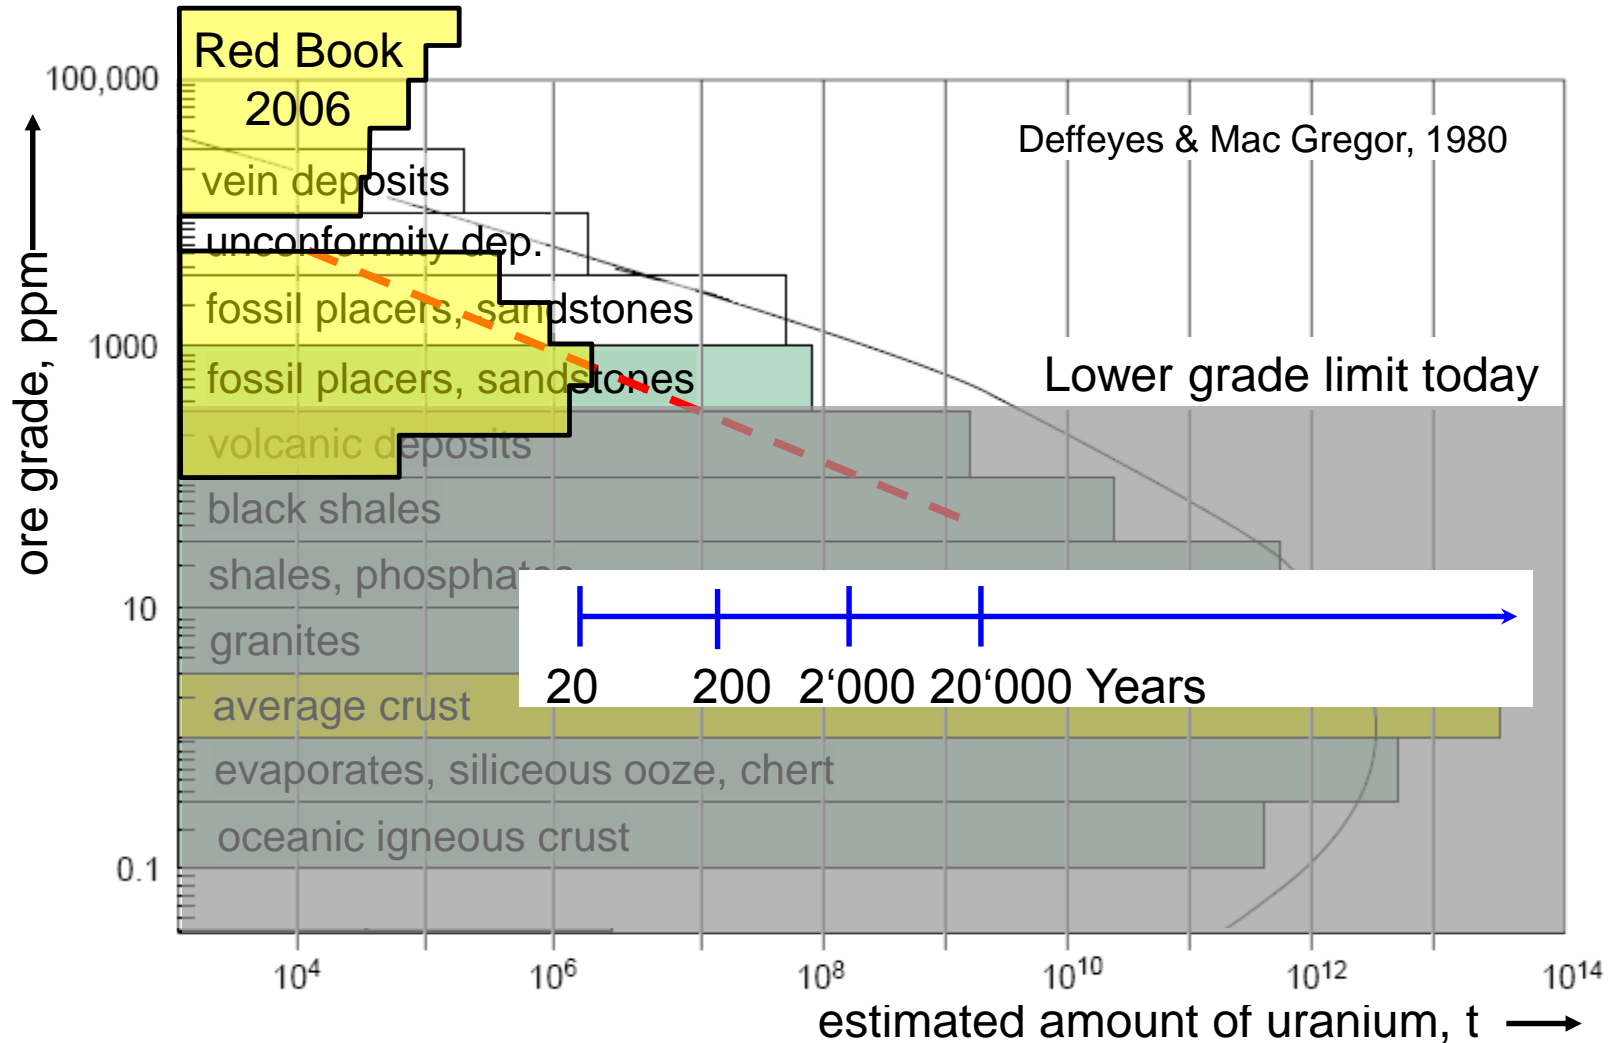 Red Book
2006
100,000
Deffeyes & Mac Gregor, 1980
vein deposits
unconformity dep.
fossil placers, sandstones
1000
Lower grade limit today
fossil placers, sandstones
volcanic deposits
ore grade, ppm
black shales
shales, phosphates
10
granites
20 200 2‘000 20‘000 Years
average crust
evaporates, siliceous ooze, chert
oceanic igneous crust
0.1
10⁴ 10⁶ 10⁸ 10¹⁰ 10¹² 10¹⁴
estimated amount of uranium, t